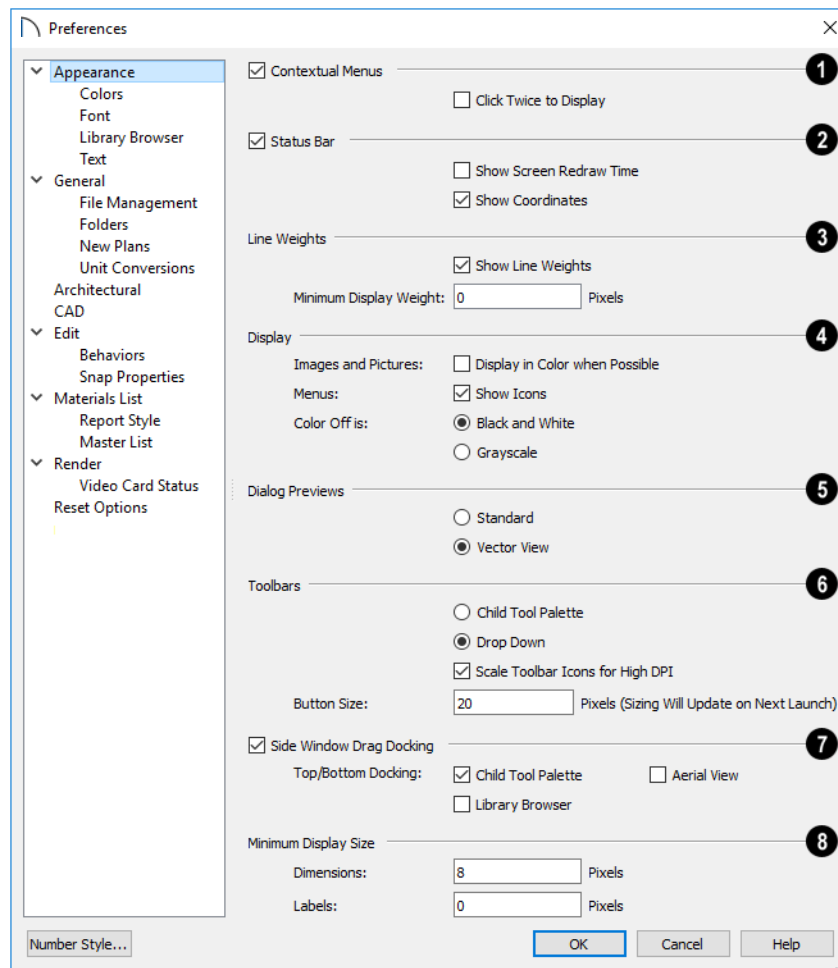 Preferences
Appearance
Colors
Font
Library Browser
Text
General
File Management
Folders
New Plans
Unit Conversions
Architectural
CAD
Edit
Behaviors
Snap Properties
Materials List
Report Style
Master List
Render
Video Card Status
Reset Options
Contextual Menus 1
Click Twice to Display
Status Bar 2
Show Screen Redraw Time
Show Coordinates
Line Weights 3
Show Line Weights
Minimum Display Weight: 0 Pixels
Display 4
Images and Pictures: Display in Color when Possible
Menus: Show Icons
Color Off is: Black and White
Grayscale
Dialog Previews 5
Standard
Vector View
Toolbars 6
Child Tool Palette
Drop Down
Scale Toolbar Icons for High DPI
Button Size: 20 Pixels (Sizing Will Update on Next Launch)
Side Window Drag Docking 7
Top/Bottom Docking: Child Tool Palette Aerial View
Library Browser
Minimum Display Size 8
Dimensions: 8 Pixels
Labels: 0 Pixels
Number Style... OK Cancel Help